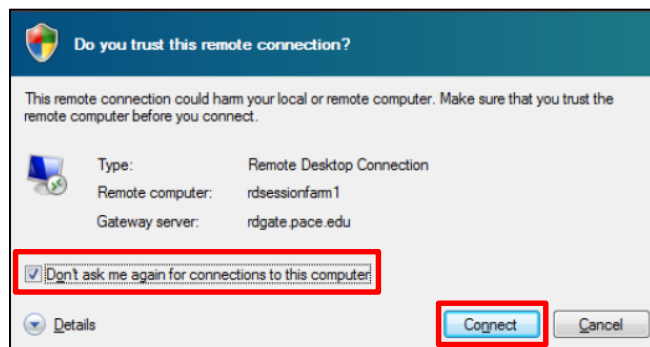 Do you trust this remote connection?
This remote connection could harm your local or remote computer. Make sure that you trust the
remote computer before you connect.
Type: Remote Desktop Connection
Remote computer: rdsessionfarm1
Gateway server: rdgate.pace.edu
Don't ask me again for connections to this computer
Details Connect Cancel